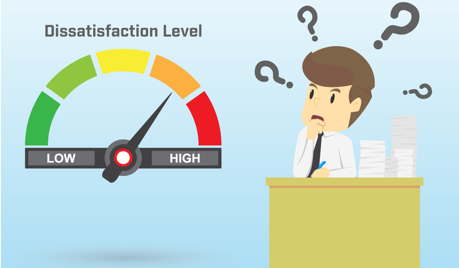 Dissatisfaction Level
LOW
HIGH
? ? ? ?